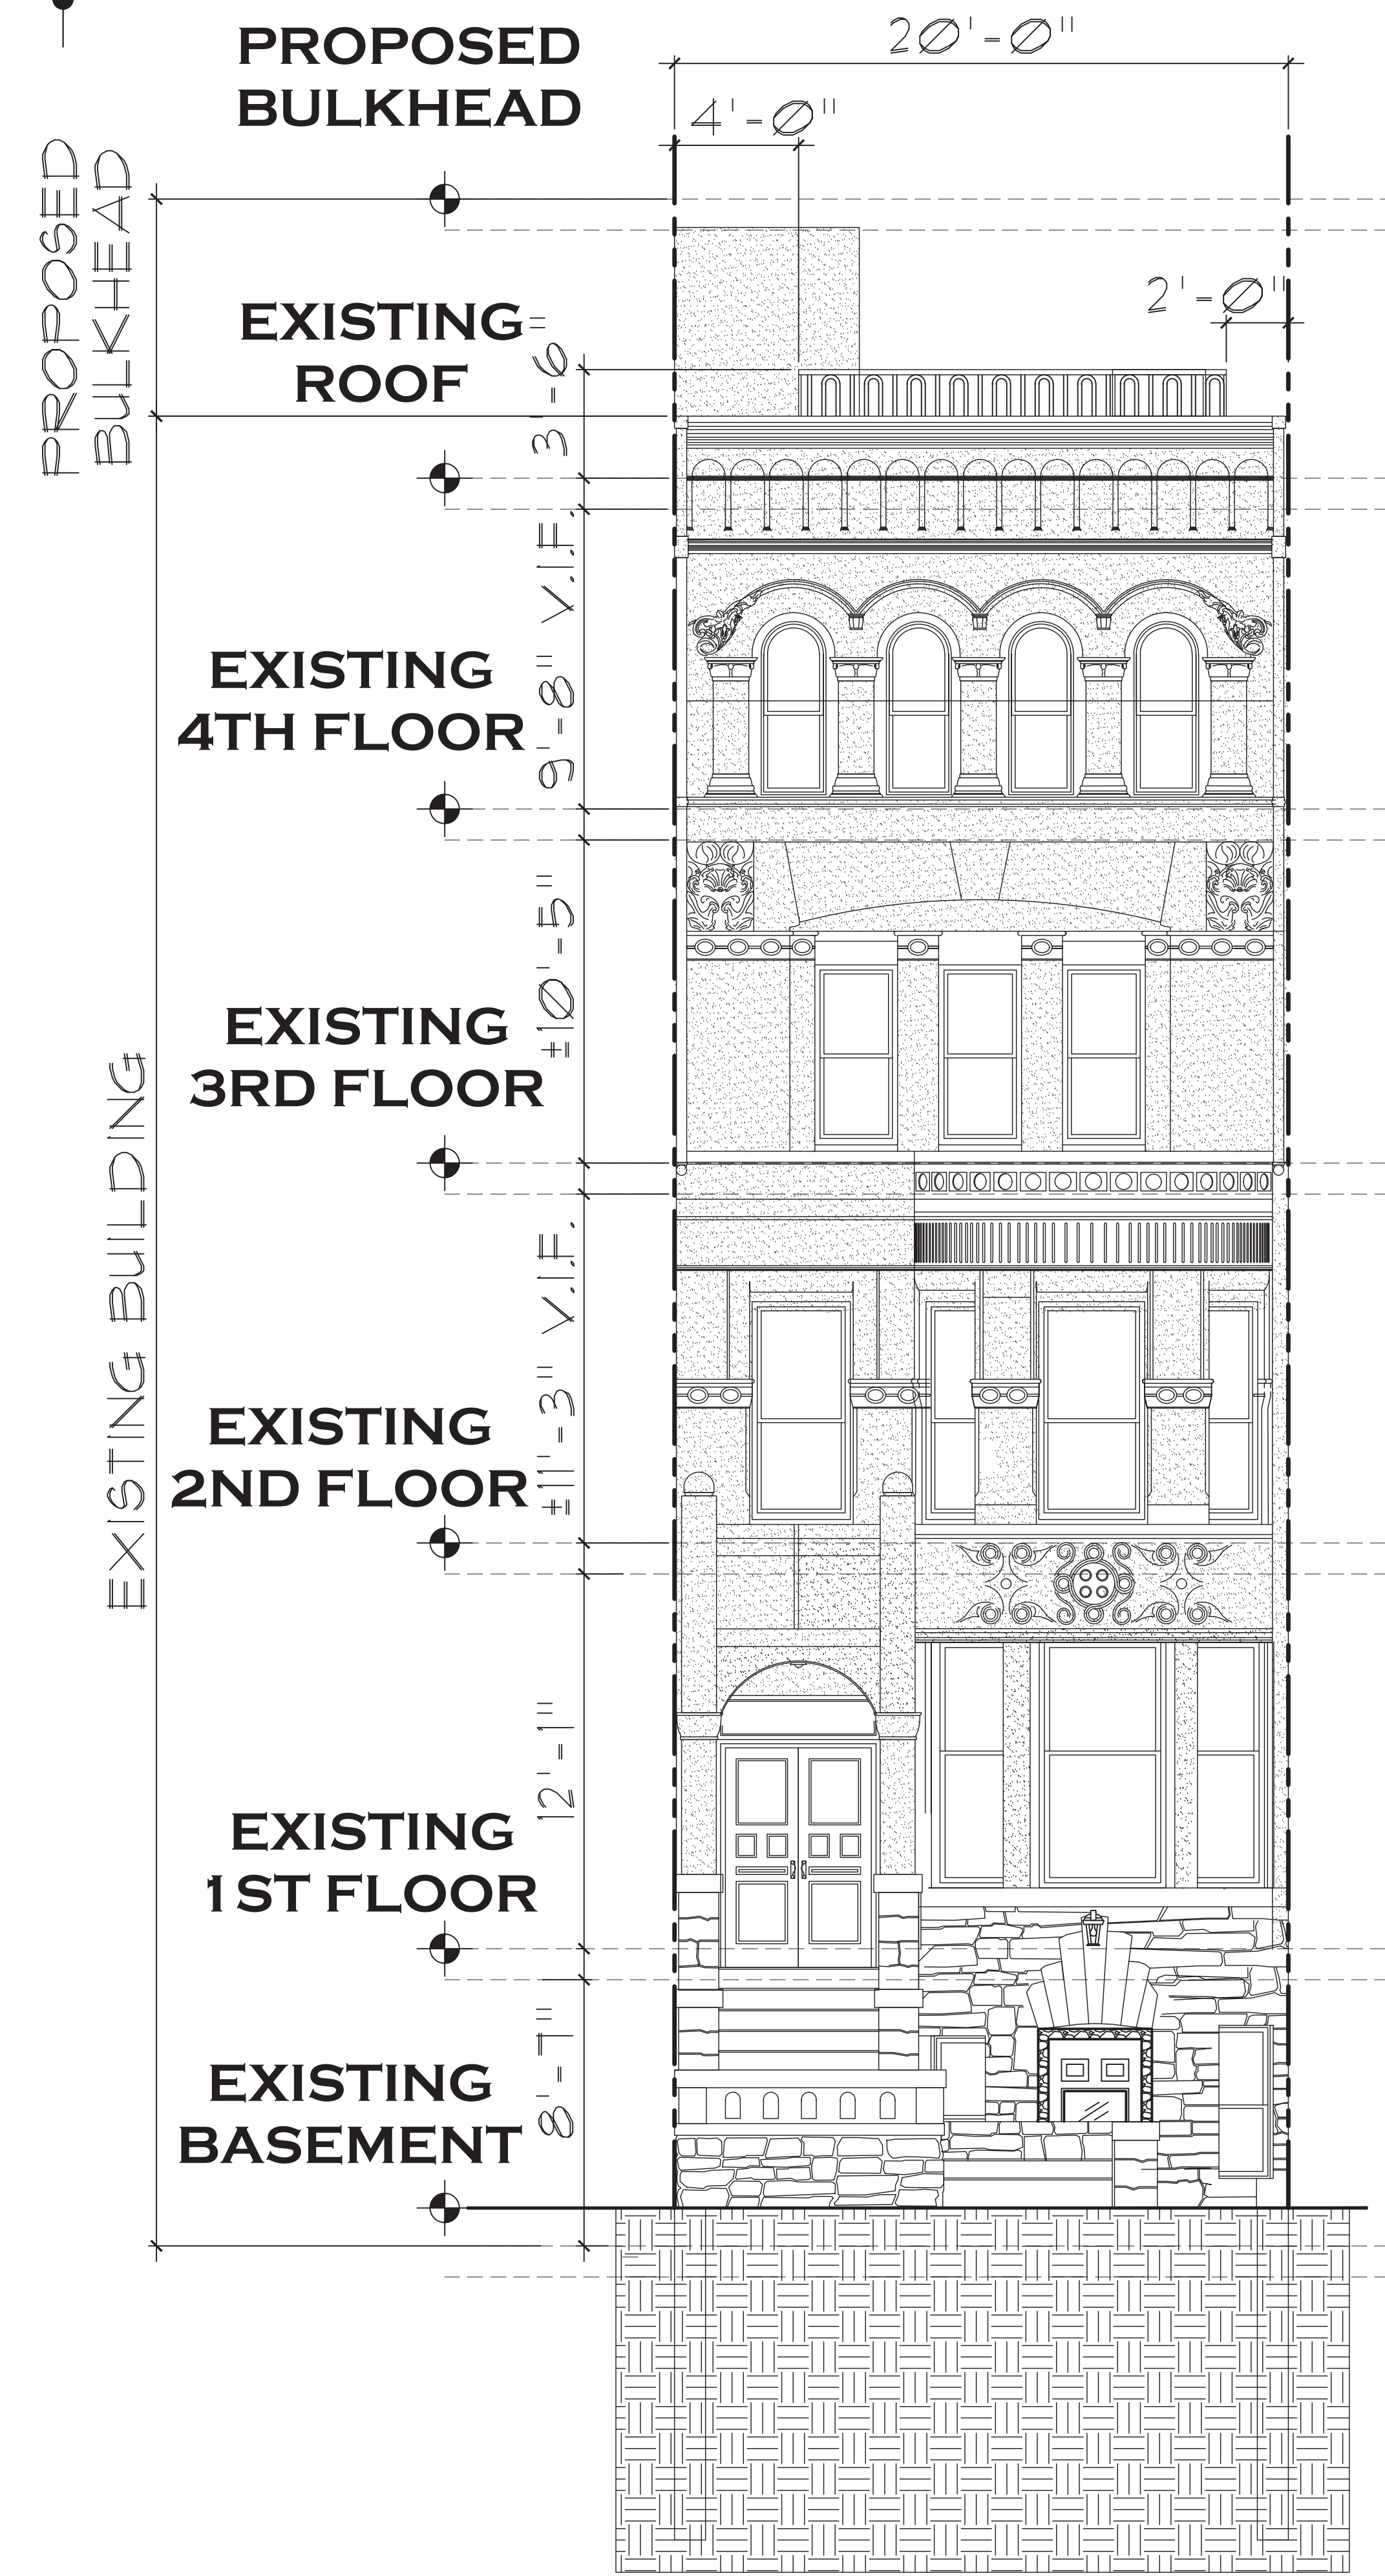 20'-0"
PROPOSED
BULKHEAD
4'-0"
PROPOSED
BULKHEAD
2'-0"
EXISTING
ROOF
3'-6"
9'-8" V.I.F.
EXISTING
4TH FLOOR
±10'-5"
EXISTING
3RD FLOOR
EXISTING BUILDING
±11'-3" V.I.F.
EXISTING
2ND FLOOR
12'-1"
EXISTING
1ST FLOOR
8'-7"
EXISTING
BASEMENT